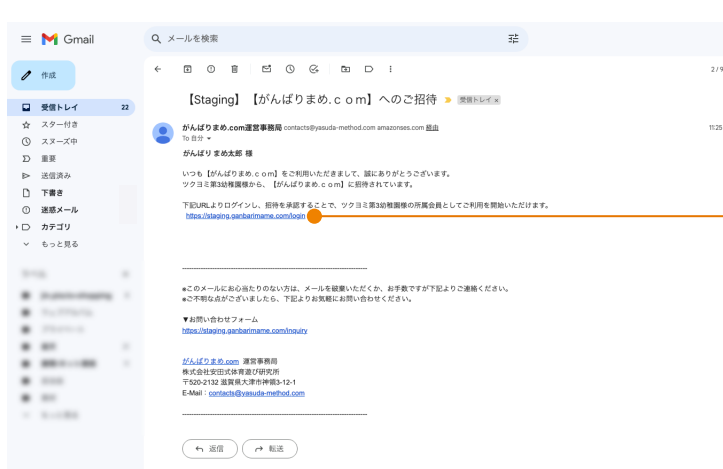 Gmail
メールを検索
作成
2/9
【Staging】【がんばりまめ.ｃｏｍ】へのご招待
受信トレイ ×
受信トレイ 22
スター付き
スヌーズ中
重要
送信済み
下書き
迷惑メール
カテゴリ
もっと見る
がんばりまめ.com運営事務局 contacts@yasuda-method.com amazonses.com 経由
11:25
To 自分
がんばり まめ太郎 様
いつも【がんばりまめ.ｃｏｍ】をご利用いただきまして、誠にありがとうございます。
ツクヨミ第3幼稚園様から、【がんばりまめ.ｃｏｍ】に招待されています。
下記URLよりログインし、招待を承認することで、ツクヨミ第3幼稚園様の所属会員としてご利用を開始いただけます。
https://staging.ganbarimame.com/login
※このメールにお心当たりのない方は、メールを破棄いただくか、お手数ですが下記よりご連絡ください。
※ご不明な点がございましたら、下記よりお気軽にお問い合わせください。
▼お問い合わせフォーム
https://staging.ganbarimame.com/inquiry
がんばりまめ.com 運営事務局
株式会社安田式体育遊び研究所
〒520-2132 滋賀県大津市神領3-12-1
E-Mail：contacts@yasuda-method.com
返信
転送